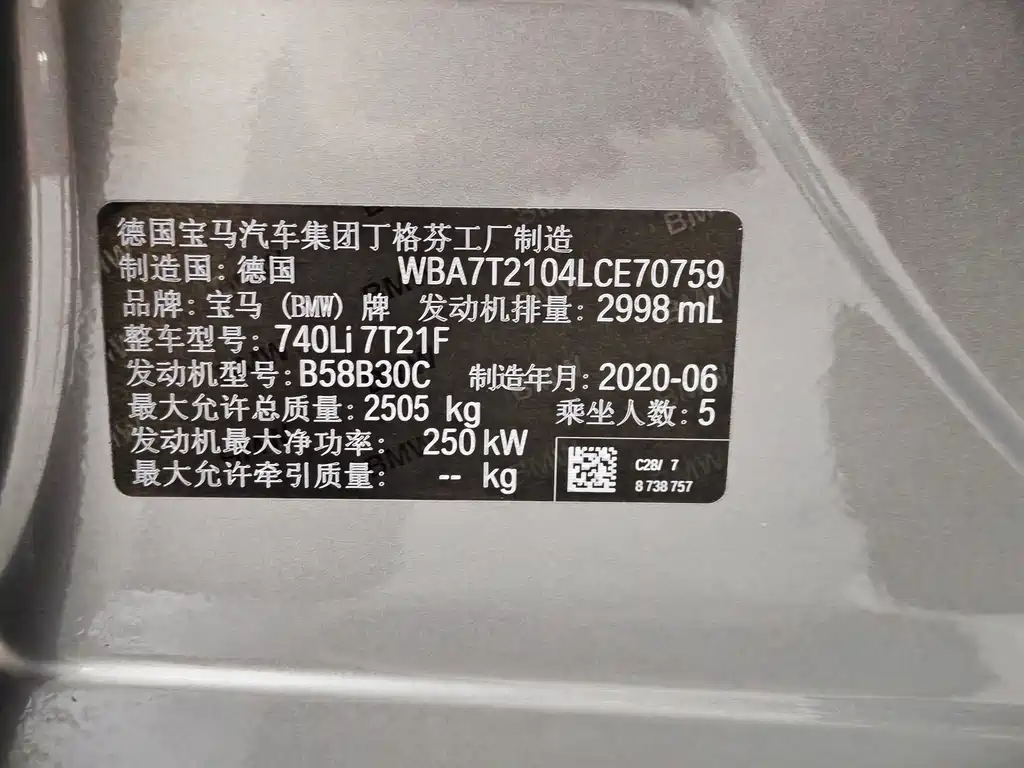 德国宝马汽车集团丁格芬工厂制造
制造国：德国 WBA7T2104LCE70759
品牌：宝马（BMW）牌 发动机排量：2998 mL
整车型号：740Li 7T21F
发动机型号：B58B30C 制造年月：2020-06
最大允许总质量：2505 kg 乘坐人数：5
发动机最大净功率： 250 kW
最大允许牵引质量： -- kg
C28/ 7
8 738 757